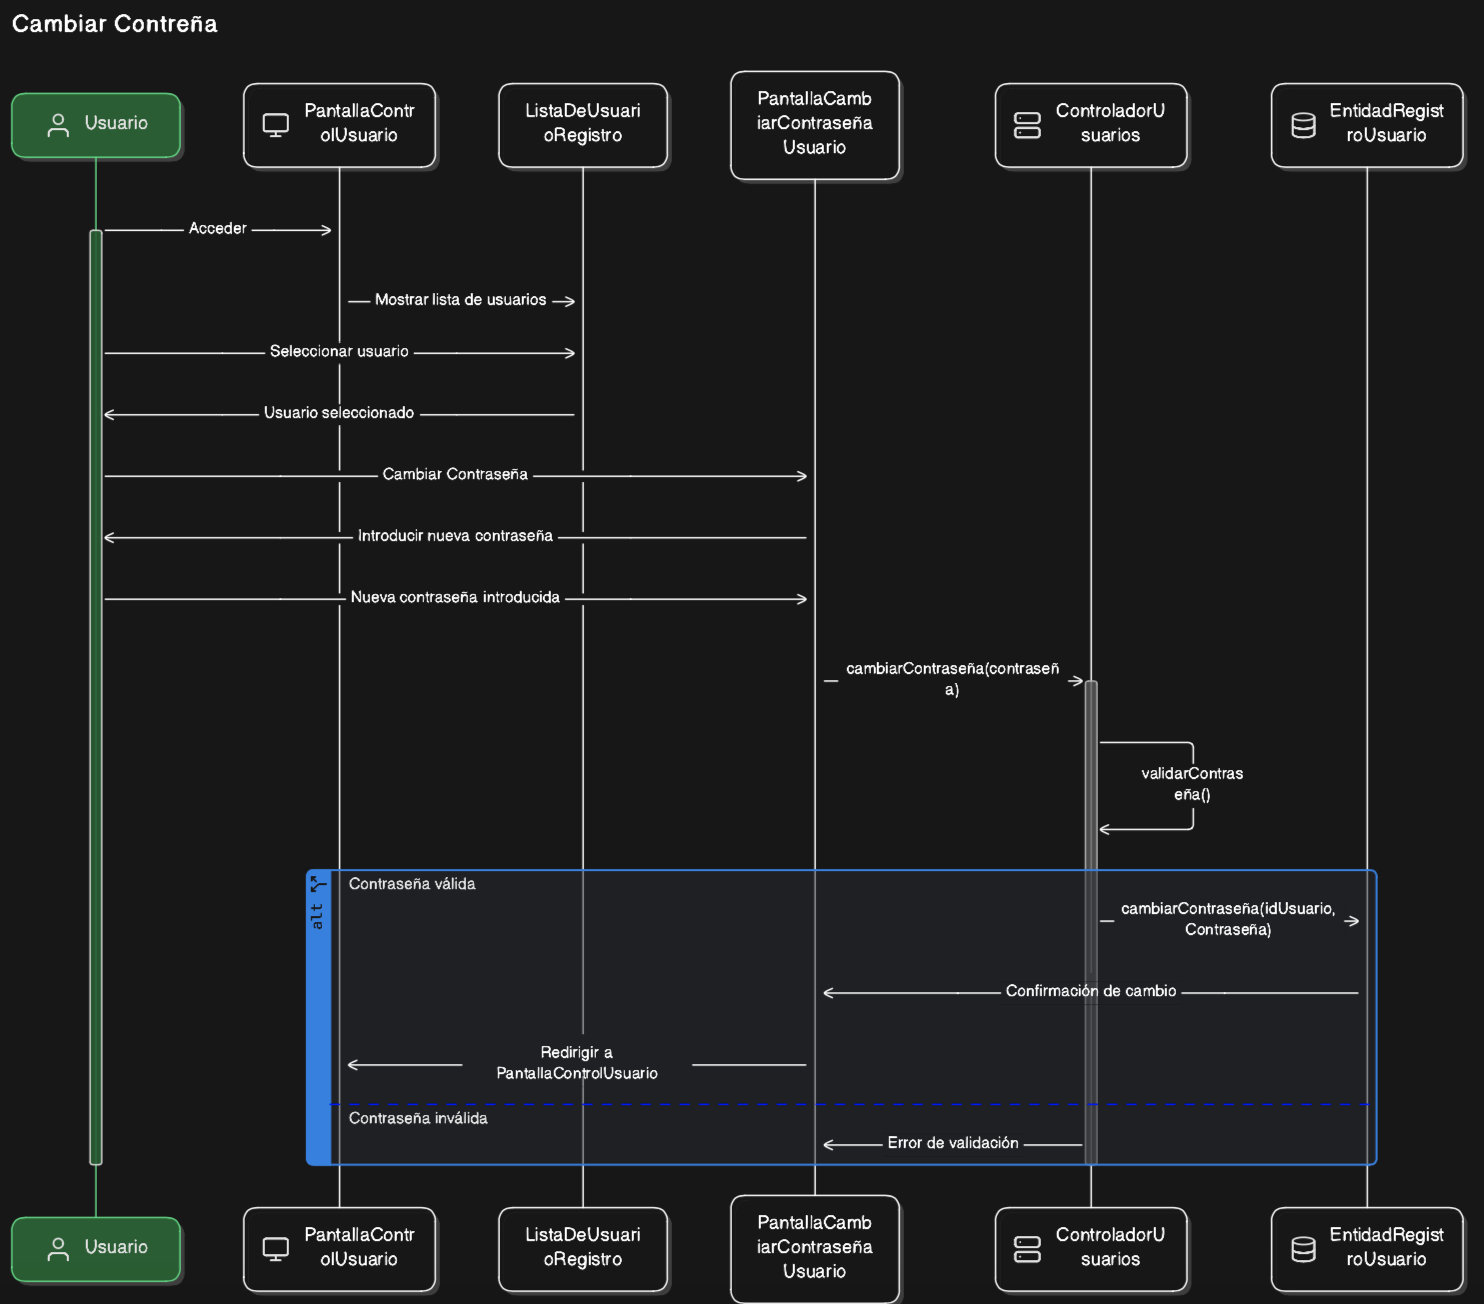 Cambiar Contreña
Usuario
PantallaContr
olUsuario
ListaDeUsuari
oRegistro
PantallaCamb
iarContraseña
Usuario
ControladorU
suarios
EntidadRegist
roUsuario
Acceder
Mostrar lista de usuarios
Seleccionar usuario
Usuario seleccionado
Cambiar Contraseña
Introducir nueva contraseña
Nueva contraseña introducida
cambiarContraseña(contraseñ
a)
validarContras
eña()
alt
Contraseña válida
cambiarContraseña(idUsuario,
Contraseña)
Confirmación de cambio
Redirigir a
PantallaControlUsuario
Contraseña inválida
Error de validación
Usuario
PantallaContr
olUsuario
ListaDeUsuari
oRegistro
PantallaCamb
iarContraseña
Usuario
ControladorU
suarios
EntidadRegist
roUsuario